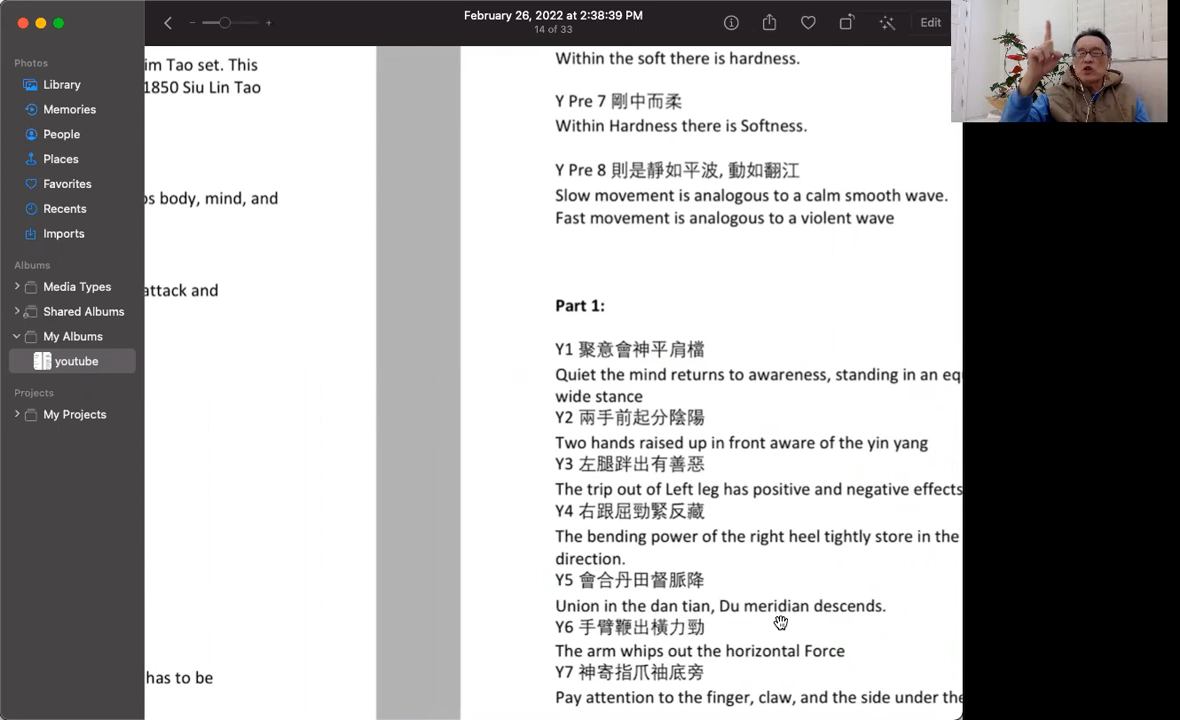 February 26, 2022 at 2:38:39 PM
14 of 33
Edit
Photos
Library
Memories
People
Places
Favorites
Recents
Imports
Albums
Media Types
Shared Albums
My Albums
youtube
Projects
My Projects
im Tao set. This
1850 Siu Lin Tao
os body, mind, and
attack and
has to be
Within the soft there is hardness.
Y Pre 7 剛中而柔
Within Hardness there is Softness.
Y Pre 8 則是靜如平波, 動如翻江
Slow movement is analogous to a calm smooth wave.
Fast movement is analogous to a violent wave
Part 1:
Y1 聚意會神平肩檔
Quiet the mind returns to awareness, standing in an eq
wide stance
Y2 兩手前起分陰陽
Two hands raised up in front aware of the yin yang
Y3 左腿跘出有善惡
The trip out of Left leg has positive and negative effects
Y4 右跟屈勁緊反藏
The bending power of the right heel tightly store in the
direction.
Y5 會合丹田督脈降
Union in the dan tian, Du meridian descends.
Y6 手臂鞭出橫力勁
The arm whips out the horizontal Force
Y7 神寄指爪袖底旁
Pay attention to the finger, claw, and the side under the